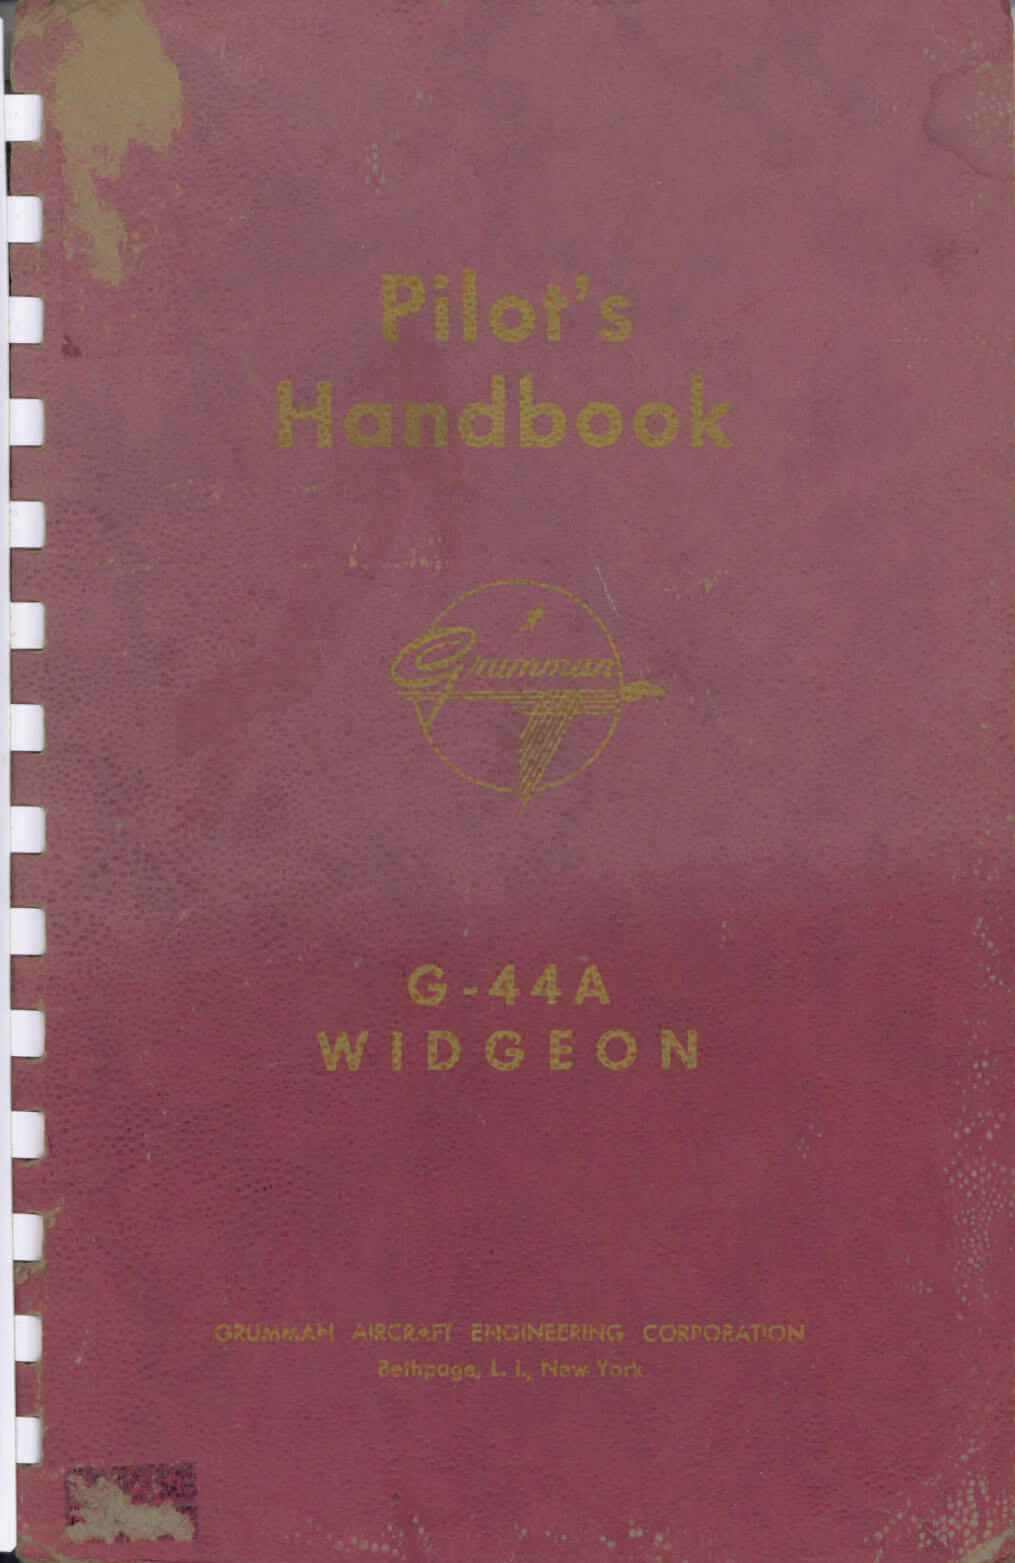 Pilot's
Handbook
Grumman
G-44A
WIDGEON
GRUMMAN AIRCRAFT ENGINEERING CORPORATION
Bethpage, L. I., New York